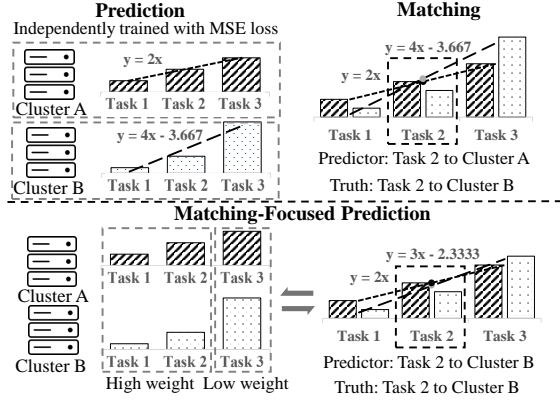 Prediction
Independently trained with MSE loss
y = 2x
Cluster A
Task 1 Task 2 Task 3
y = 4x - 3.667
Cluster B
Task 1 Task 2 Task 3
Matching
y = 4x - 3.667
y = 2x
Task 1 Task 2 Task 3
Predictor: Task 2 to Cluster A
Truth: Task 2 to Cluster B
Matching-Focused Prediction
Cluster A
Task 1 Task 2 Task 3
Cluster B
Task 1 Task 2 Task 3
High weight Low weight
y = 3x - 2.3333
y = 2x
Task 1 Task 2 Task 3
Predictor: Task 2 to Cluster B
Truth: Task 2 to Cluster B